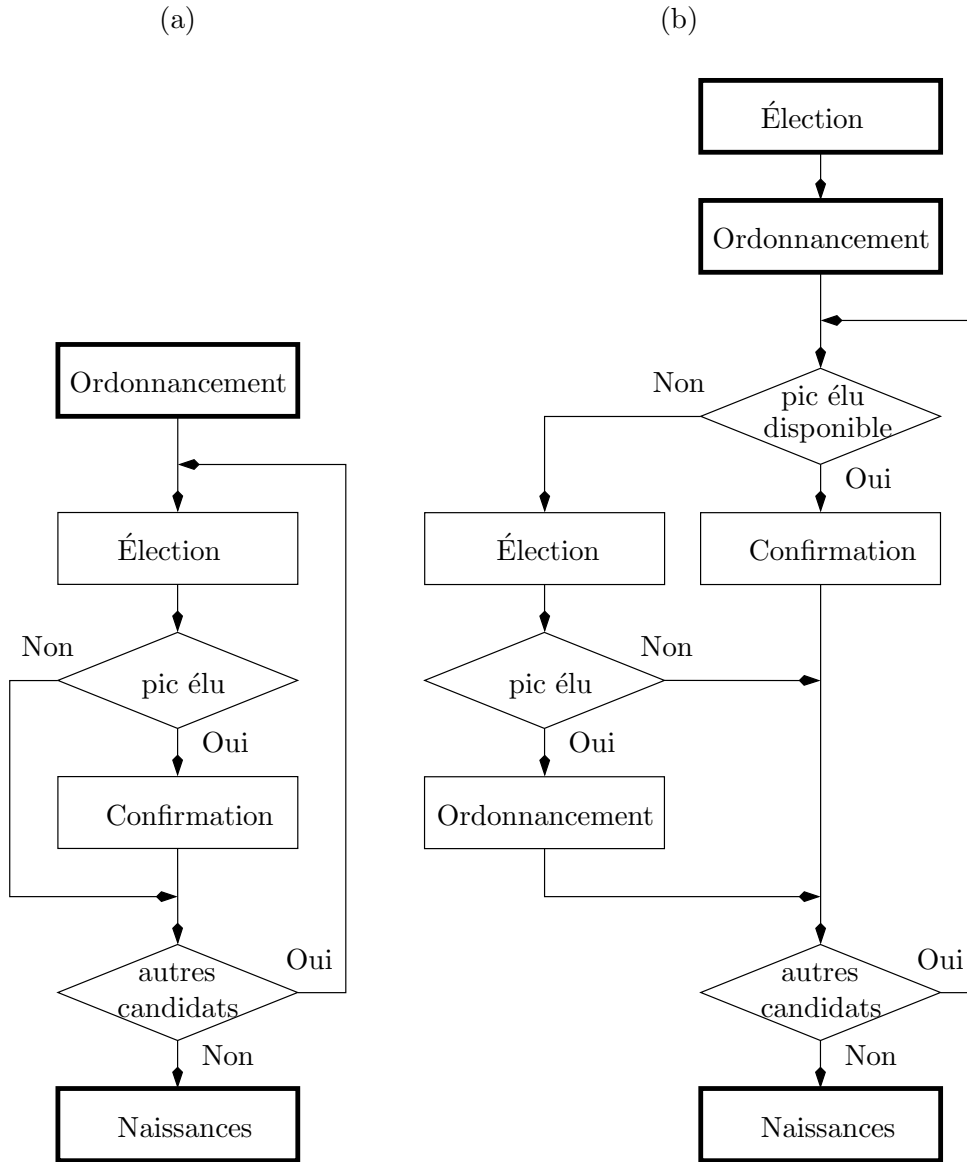 (a)
Ordonnancement
Élection
Non
pic élu
Oui
Confirmation
autres
candidats
Oui
Non
Naissances
(b)
Élection
Ordonnancement
Non
pic élu
disponible
Oui
Élection
Confirmation
Non
pic élu
Oui
Ordonnancement
autres
candidats
Oui
Non
Naissances